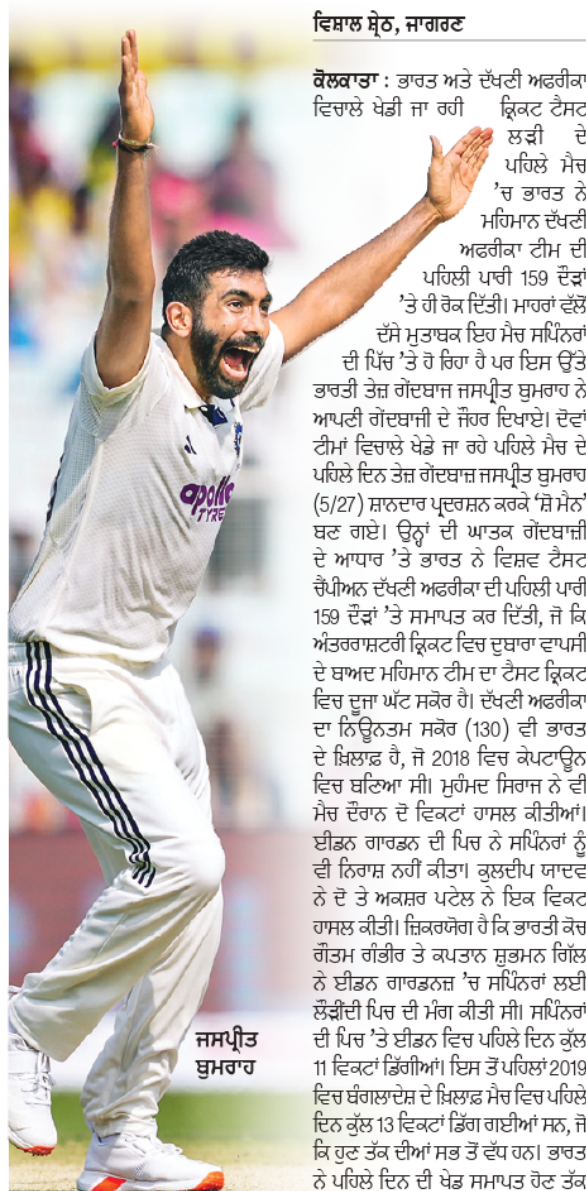 ਵਿਸ਼ਾਲ ਸ਼੍ਰੇਠ, ਜਾਗਰਣ
ਕੋਲਕਾਤਾ : ਭਾਰਤ ਅਤੇ ਦੱਖਣੀ ਅਫਰੀਕਾ
ਵਿਚਾਲੇ ਖੇਡੀ ਜਾ ਰਹੀ ਕ੍ਰਿਕਟ ਟੈਸਟ
ਲੜੀ ਦੇ
ਪਹਿਲੇ ਮੈਚ
’ਚ ਭਾਰਤ ਨੇ
ਮਹਿਮਾਨ ਦੱਖਣੀ
ਅਫਰੀਕਾ ਟੀਮ ਦੀ
ਪਹਿਲੀ ਪਾਰੀ 159 ਦੌੜਾਂ
’ਤੇ ਹੀ ਰੋਕ ਦਿੱਤੀ। ਮਾਹਰਾਂ ਵੱਲੋਂ
ਦੱਸੇ ਮੁਤਾਬਕ ਇਹ ਮੈਚ ਸਪਿੰਨਰਾਂ
ਦੀ ਪਿੱਚ ’ਤੇ ਹੋ ਰਿਹਾ ਹੈ ਪਰ ਇਸ ਉੱਤੇ
ਭਾਰਤੀ ਤੇਜ਼ ਗੇਂਦਬਾਜ ਜਸਪ੍ਰੀਤ ਬੁਮਰਾਹ ਨੇ
ਆਪਣੀ ਗੇਂਦਬਾਜੀ ਦੇ ਜੌਹਰ ਦਿਖਾਏ। ਦੋਵਾਂ
ਟੀਮਾਂ ਵਿਚਾਲੇ ਖੇਡੇ ਜਾ ਰਹੇ ਪਹਿਲੇ ਮੈਚ ਦੇ
ਪਹਿਲੇ ਦਿਨ ਤੇਜ਼ ਗੇਂਦਬਾਜ਼ ਜਸਪ੍ਰੀਤ ਬੁਮਰਾਹ
(5/27) ਸ਼ਾਨਦਾਰ ਪ੍ਰਦਰਸ਼ਨ ਕਰਕੇ ‘ਸ਼ੋ ਮੈਨ’
ਬਣ ਗਏ। ਉਨ੍ਹਾਂ ਦੀ ਘਾਤਕ ਗੇਂਦਬਾਜ਼ੀ
ਦੇ ਆਧਾਰ ’ਤੇ ਭਾਰਤ ਨੇ ਵਿਸ਼ਵ ਟੈਸਟ
ਚੈਂਪੀਅਨ ਦੱਖਣੀ ਅਫਰੀਕਾ ਦੀ ਪਹਿਲੀ ਪਾਰੀ
159 ਦੌੜਾਂ ’ਤੇ ਸਮਾਪਤ ਕਰ ਦਿੱਤੀ, ਜੋ ਕਿ
ਅੰਤਰਰਾਸ਼ਟਰੀ ਕ੍ਰਿਕਟ ਵਿਚ ਦੁਬਾਰਾ ਵਾਪਸੀ
ਦੇ ਬਾਅਦ ਮਹਿਮਾਨ ਟੀਮ ਦਾ ਟੈਸਟ ਕ੍ਰਿਕਟ
ਵਿਚ ਦੂਜਾ ਘੱਟ ਸਕੋਰ ਹੈ। ਦੱਖਣੀ ਅਫਰੀਕਾ
ਦਾ ਨਿਊਨਤਮ ਸਕੋਰ (130) ਵੀ ਭਾਰਤ
ਦੇ ਖ਼ਿਲਾਫ਼ ਹੈ, ਜੋ 2018 ਵਿਚ ਕੇਪਟਾਊਨ
ਵਿਚ ਬਣਿਆ ਸੀ। ਮੁਹੰਮਦ ਸਿਰਾਜ ਨੇ ਵੀ
ਮੈਚ ਦੌਰਾਨ ਦੋ ਵਿਕਟਾਂ ਹਾਸਲ ਕੀਤੀਆਂ।
ਈਡਨ ਗਾਰਡਨ ਦੀ ਪਿਚ ਨੇ ਸਪਿੰਨਰਾਂ ਨੂੰ
ਵੀ ਨਿਰਾਸ਼ ਨਹੀਂ ਕੀਤਾ। ਕੁਲਦੀਪ ਯਾਦਵ
ਨੇ ਦੋ ਤੇ ਅਕਸ਼ਰ ਪਟੇਲ ਨੇ ਇਕ ਵਿਕਟ
ਹਾਸਲ ਕੀਤੀ। ਜ਼ਿਕਰਯੋਗ ਹੈ ਕਿ ਭਾਰਤੀ ਕੋਚ
ਗੌਤਮ ਗੰਭੀਰ ਤੇ ਕਪਤਾਨ ਸ਼ੁਭਮਨ ਗਿੱਲ
ਨੇ ਈਡਨ ਗਾਰਡਨਜ਼ ’ਚ ਸਪਿੰਨਰਾਂ ਲਈ
ਲੋੜੀਂਦੀ ਪਿਚ ਦੀ ਮੰਗ ਕੀਤੀ ਸੀ। ਸਪਿੰਨਰਾਂ
ਦੀ ਪਿਚ ’ਤੇ ਈਡਨ ਵਿਚ ਪਹਿਲੇ ਦਿਨ ਕੁੱਲ
11 ਵਿਕਟਾਂ ਡਿੱਗੀਆਂ। ਇਸ ਤੋਂ ਪਹਿਲਾਂ 2019
ਵਿਚ ਬੰਗਲਾਦੇਸ਼ ਦੇ ਖ਼ਿਲਾਫ਼ ਮੈਚ ਵਿਚ ਪਹਿਲੇ
ਦਿਨ ਕੁੱਲ 13 ਵਿਕਟਾਂ ਡਿੱਗ ਗਈਆਂ ਸਨ, ਜੋ
ਕਿ ਹੁਣ ਤੱਕ ਦੀਆਂ ਸਭ ਤੋਂ ਵੱਧ ਹਨ। ਭਾਰਤ
ਨੇ ਪਹਿਲੇ ਦਿਨ ਦੀ ਖੇਡ ਸਮਾਪਤ ਹੋਣ ਤੱਕ
apollo
TYRES
ਜਸਪ੍ਰੀਤ
ਬੁਮਰਾਹ